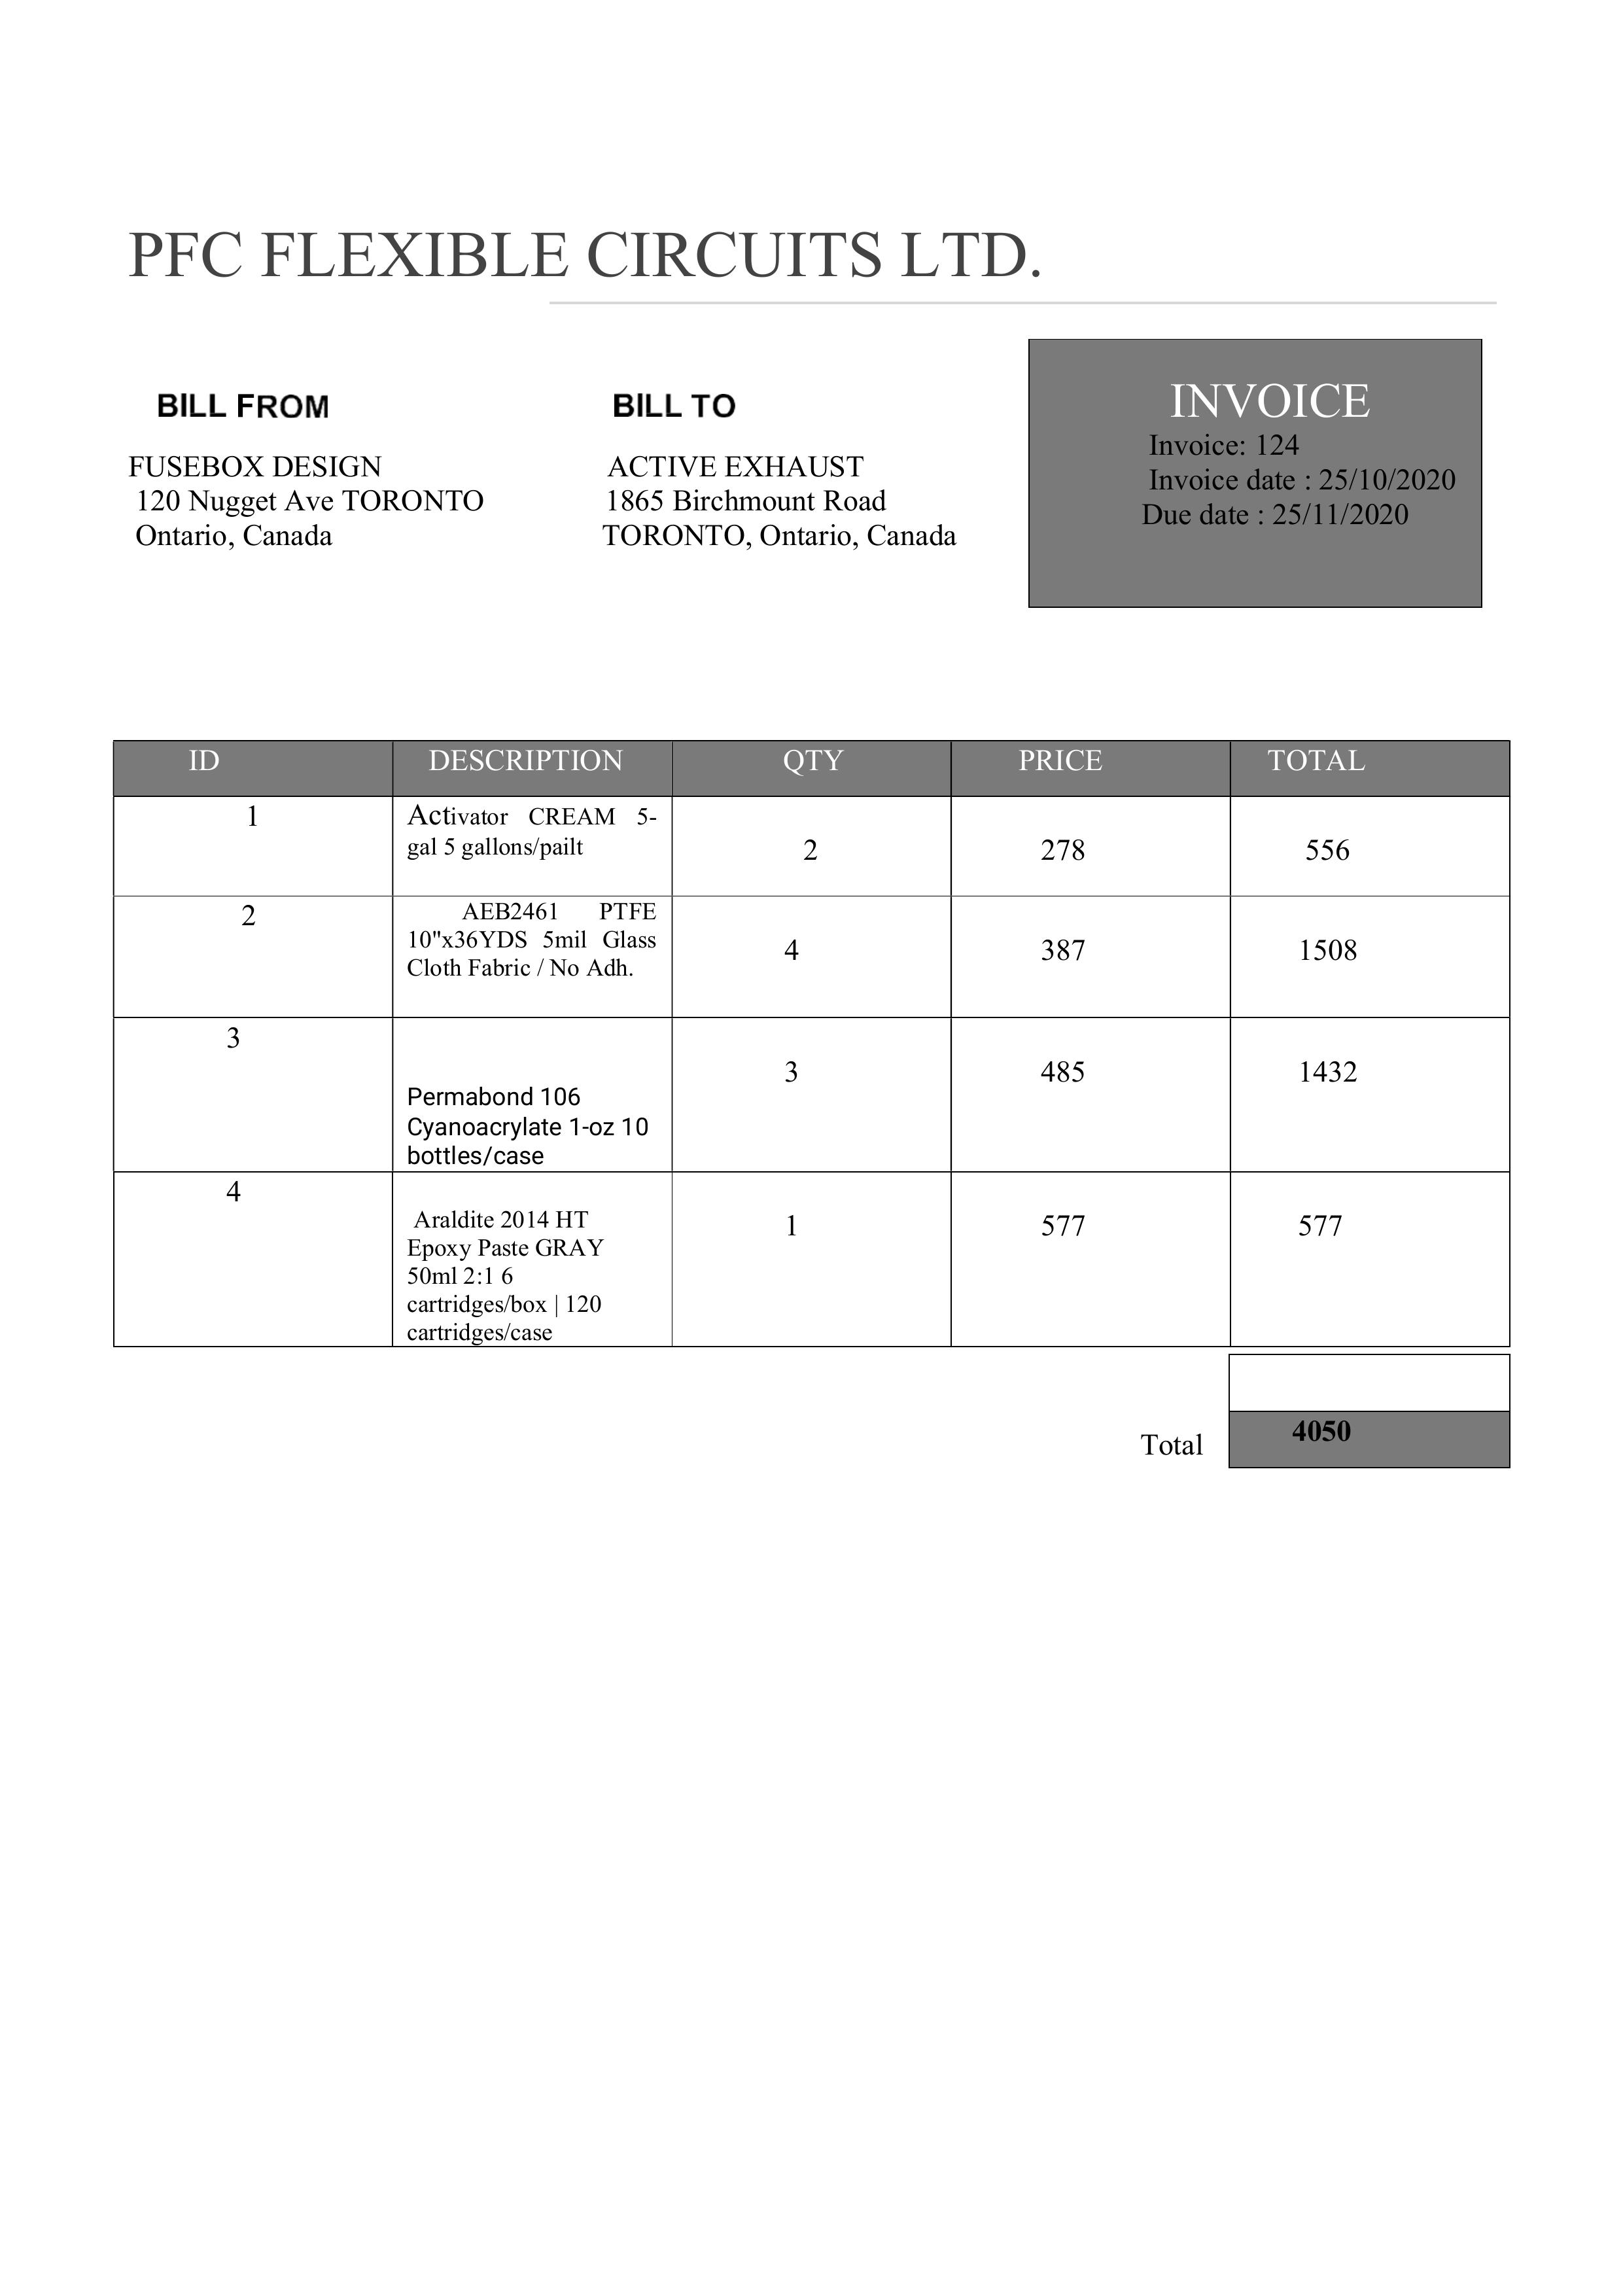 PFC FLEXIBLE CIRCUITS LTD.
BILL FROM
FUSEBOX DESIGN
120 Nugget Ave TORONTO
Ontario, Canada
BILL TO
ACTIVE EXHAUST
1865 Birchmount Road
TORONTO, Ontario, Canada
INVOICE
Invoice: 124
Invoice date : 25/10/2020
Due date : 25/11/2020
ID DESCRIPTION QTY PRICE TOTAL
1 Activator CREAM 5-
gal 5 gallons/pailt 2 278 556
2 AEB2461 PTFE
10"x36YDS 5mil Glass 4 387 1508
Cloth Fabric / No Adh.
3
3 485 1432
Permabond 106
Cyanoacrylate 1-oz 10
bottles/case
4
Araldite 2014 HT 1 577 577
Epoxy Paste GRAY
50ml 2:1 6
cartridges/box | 120
cartridges/case
Total 4050